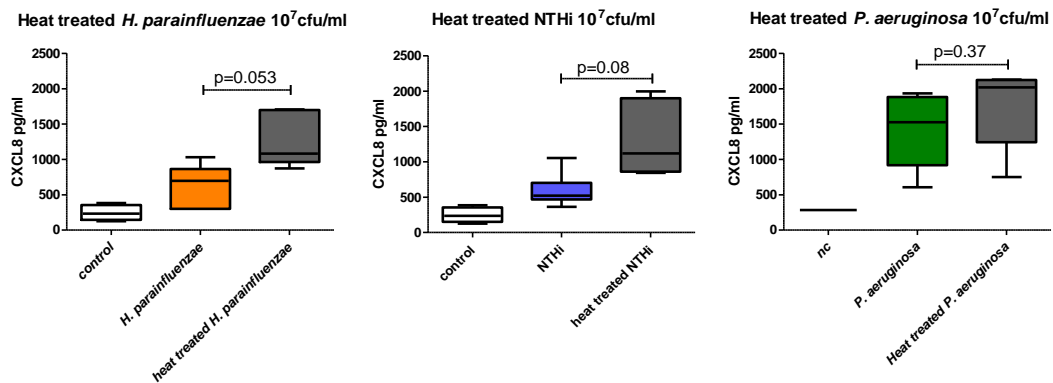 Heat treated H. parainfluenzae 10⁷cfu/ml
CXCL8 pg/ml
2500
2000
1500
1000
500
0
p=0.053
control
H. parainfluenzae
heat treated H. parainfluenzae
Heat treated NTHi 10⁷cfu/ml
CXCL8 pg/ml
2500
2000
1500
1000
500
0
p=0.08
control
NTHi
heat treated NTHi
Heat treated P. aeruginosa 10⁷cfu/ml
CXCL8 pg/ml
2500
2000
1500
1000
500
0
p=0.37
nc
P. aeruginosa
Heat treated P. aeruginosa